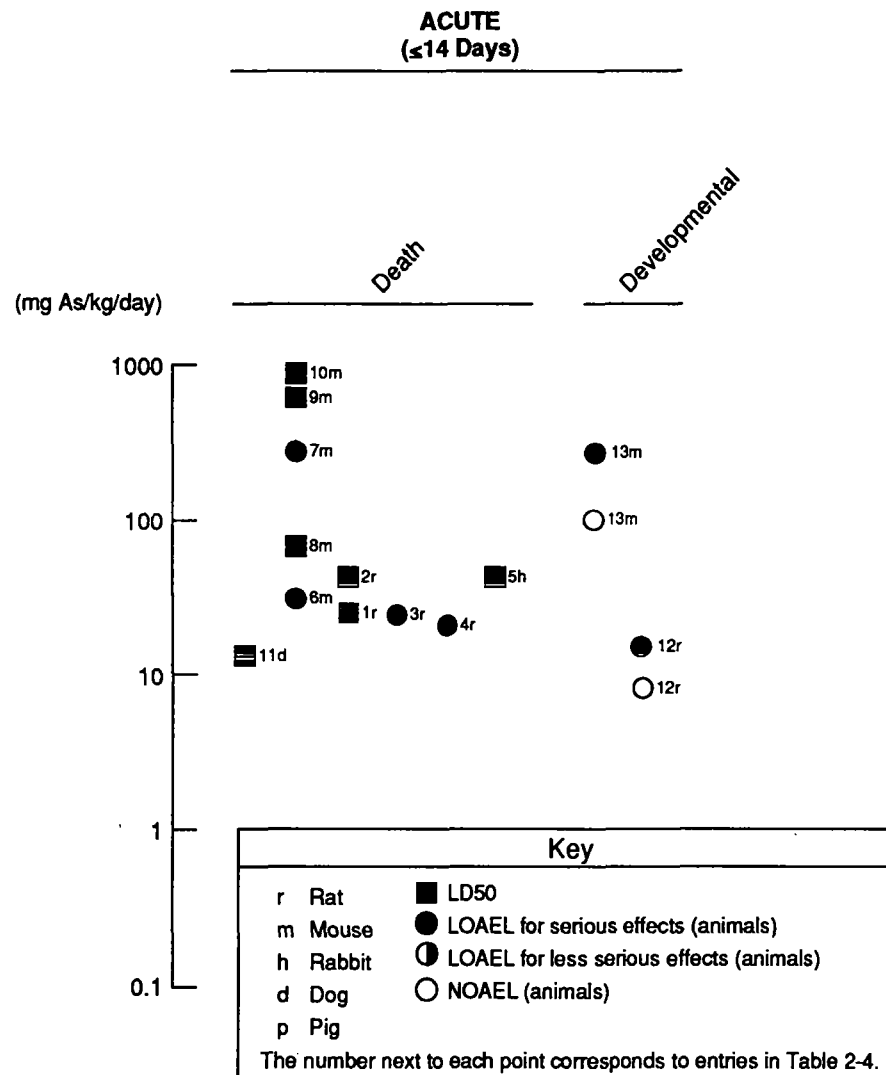 ACUTE
(≤14 Days)
Death
Developmental
(mg As/kg/day)
1000
10m
9m
7m
13m
100
13m
8m
2r
5h
6m
1r
3r
4r
11d
12r
10
12r
1
0.1
Key
r Rat
m Mouse
h Rabbit
d Dog
p Pig
LD50
LOAEL for serious effects (animals)
LOAEL for less serious effects (animals)
NOAEL (animals)
The number next to each point corresponds to entries in Table 2-4.